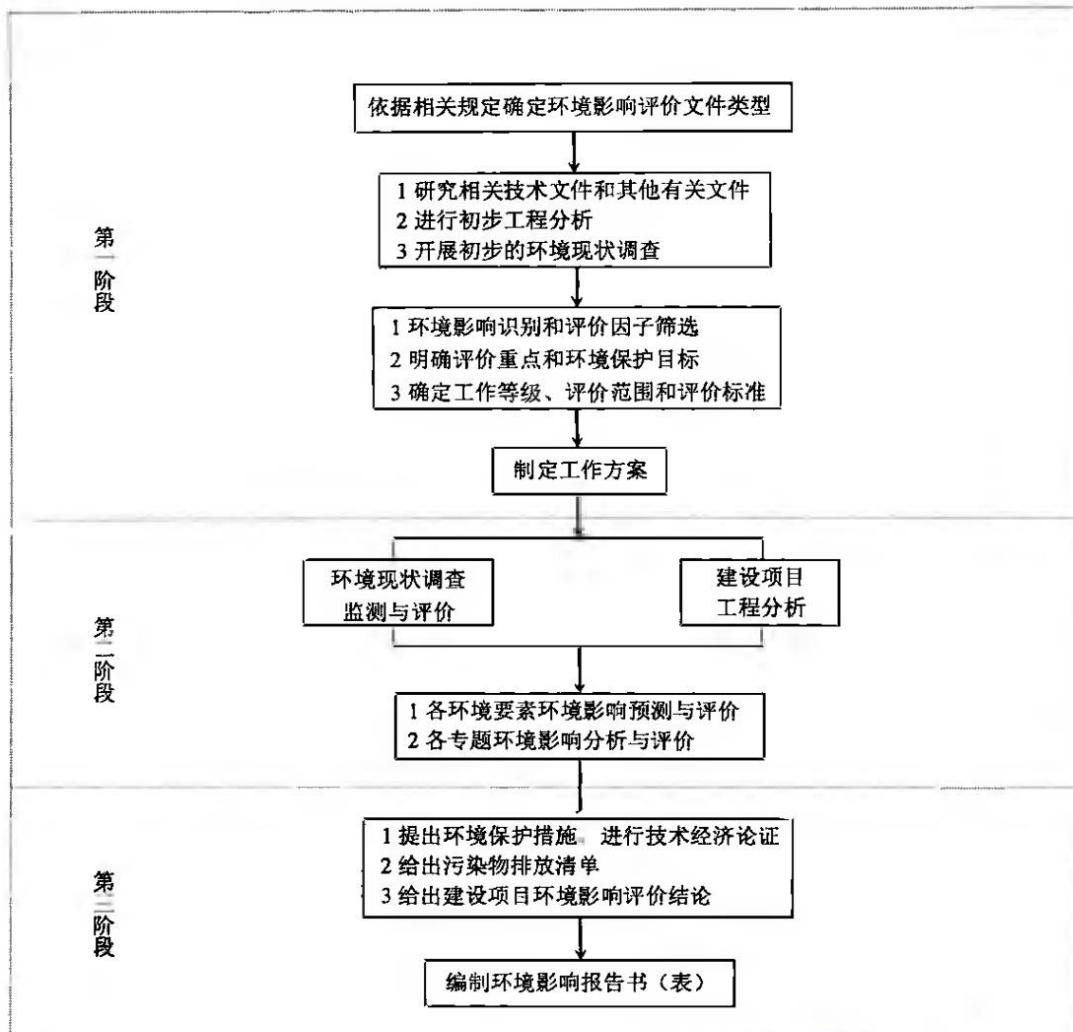 依据相关规定确定环境影响评价文件类型
1 研究相关技术文件和其他有关文件
2 进行初步工程分析
3 开展初步的环境现状调查
第一阶段
1 环境影响识别和评价因子筛选
2 明确评价重点和环境保护目标
3 确定工作等级、评价范围和评价标准
制定工作方案
环境现状调查
监测与评价
建设项目
工程分析
第二阶段
1 各环境要素环境影响预测与评价
2 各专题环境影响分析与评价
1 提出环境保护措施，进行技术经济论证
2 给出污染物排放清单
3 给出建设项目环境影响评价结论
第三阶段
编制环境影响报告书（表）